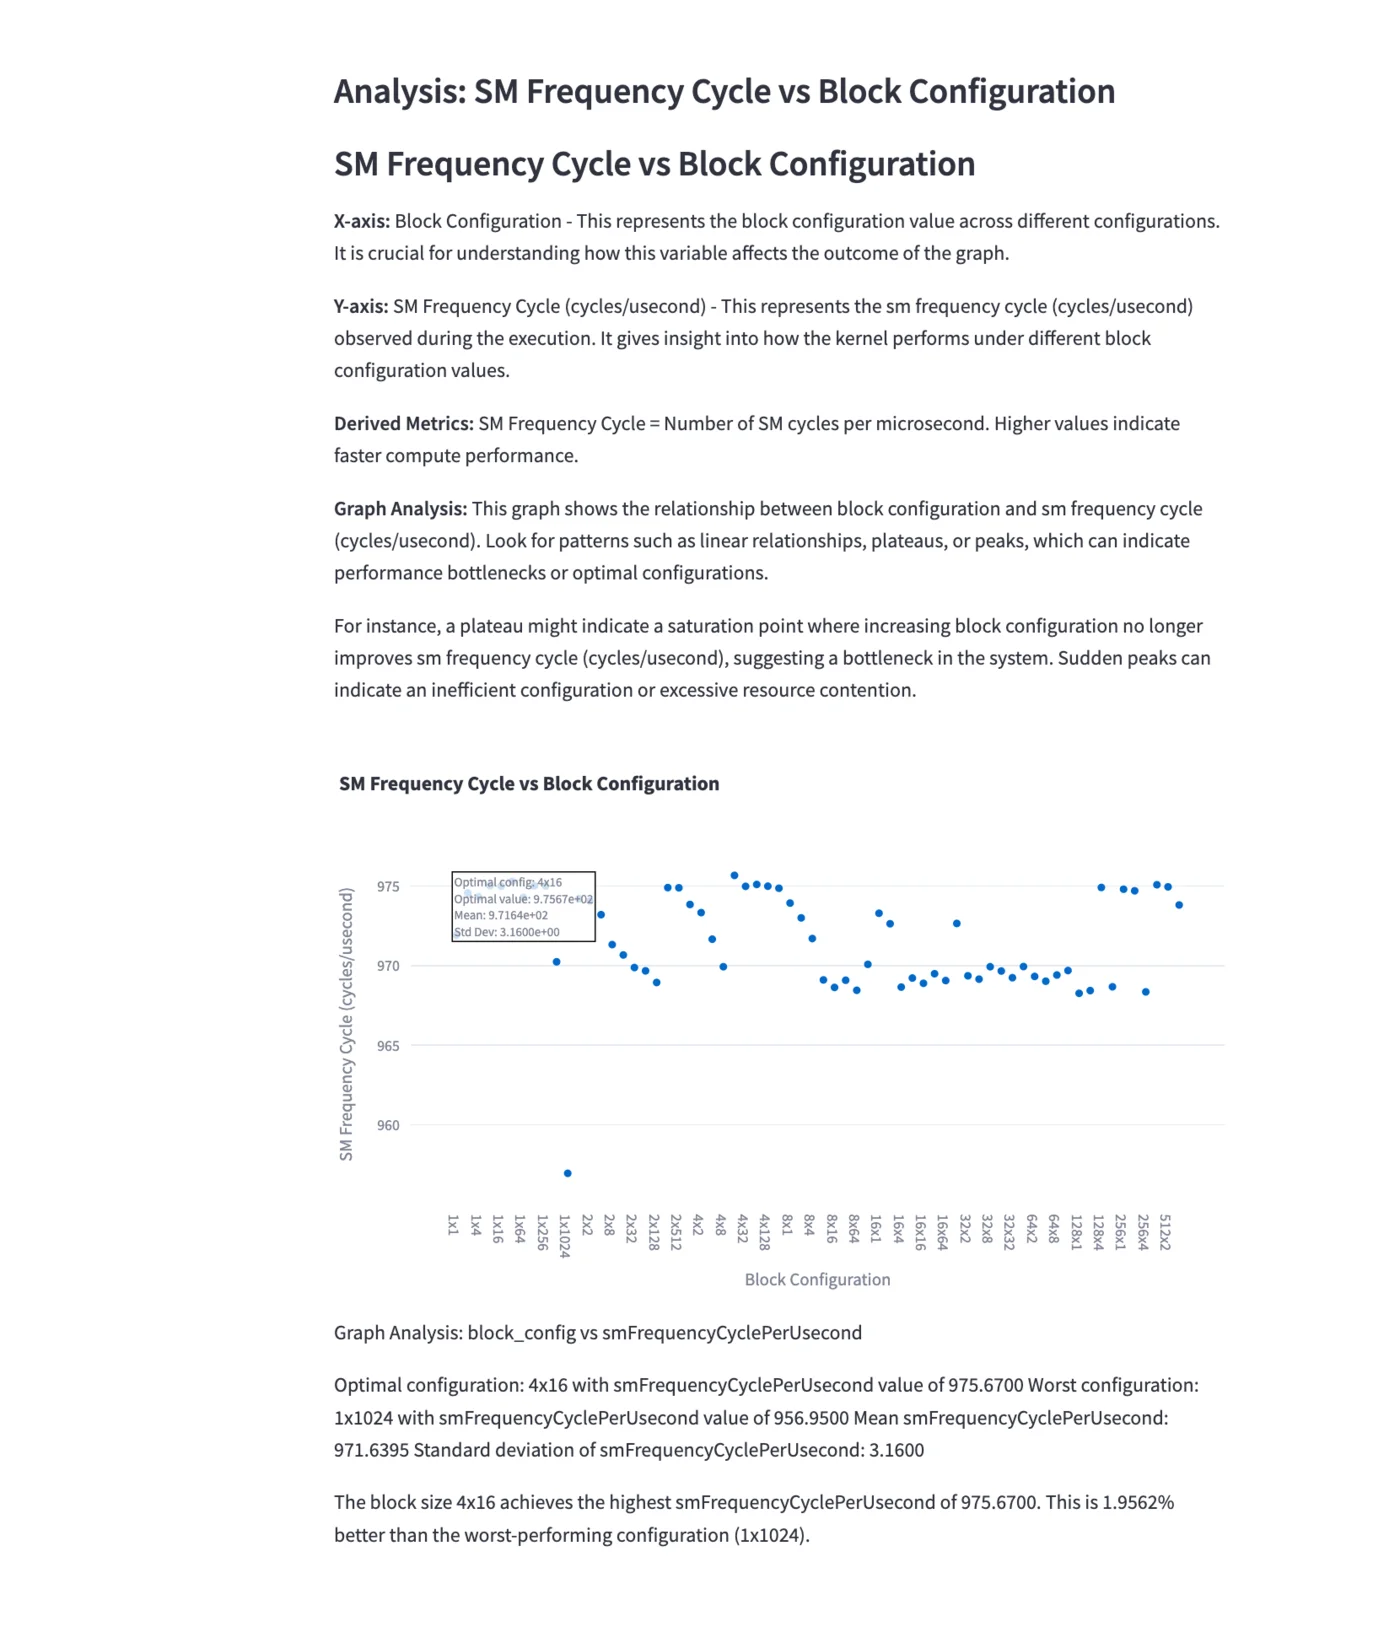 Analysis: SM Frequency Cycle vs Block Configuration
SM Frequency Cycle vs Block Configuration
X-axis: Block Configuration - This represents the block configuration value across different configurations.
It is crucial for understanding how this variable affects the outcome of the graph.
Y-axis: SM Frequency Cycle (cycles/usecond) - This represents the sm frequency cycle (cycles/usecond)
observed during the execution. It gives insight into how the kernel performs under different block
configuration values.
Derived Metrics: SM Frequency Cycle = Number of SM cycles per microsecond. Higher values indicate
faster compute performance.
Graph Analysis: This graph shows the relationship between block configuration and sm frequency cycle
(cycles/usecond). Look for patterns such as linear relationships, plateaus, or peaks, which can indicate
performance bottlenecks or optimal configurations.
For instance, a plateau might indicate a saturation point where increasing block configuration no longer
improves sm frequency cycle (cycles/usecond), suggesting a bottleneck in the system. Sudden peaks can
indicate an inefficient configuration or excessive resource contention.
SM Frequency Cycle vs Block Configuration
Optimal config: 4x16
Optimal value: 9.7567e+02
Mean: 9.7164e+02
Std Dev: 3.1600e+00
975
970
965
960
SM Frequency Cycle (cycles/usecond)
1x1
1x4
1x16
1x64
1x256
1x1024
2x2
2x8
2x32
2x128
2x512
4x2
4x8
4x32
4x128
8x1
8x4
8x16
8x64
16x1
16x4
16x16
16x64
32x2
32x8
32x32
64x2
64x8
128x1
128x4
256x1
256x4
512x2
Block Configuration
Graph Analysis: block_config vs smFrequencyCyclePerUsecond
Optimal configuration: 4x16 with smFrequencyCyclePerUsecond value of 975.6700 Worst configuration:
1x1024 with smFrequencyCyclePerUsecond value of 956.9500 Mean smFrequencyCyclePerUsecond:
971.6395 Standard deviation of smFrequencyCyclePerUsecond: 3.1600
The block size 4x16 achieves the highest smFrequencyCyclePerUsecond of 975.6700. This is 1.9562%
better than the worst-performing configuration (1x1024).